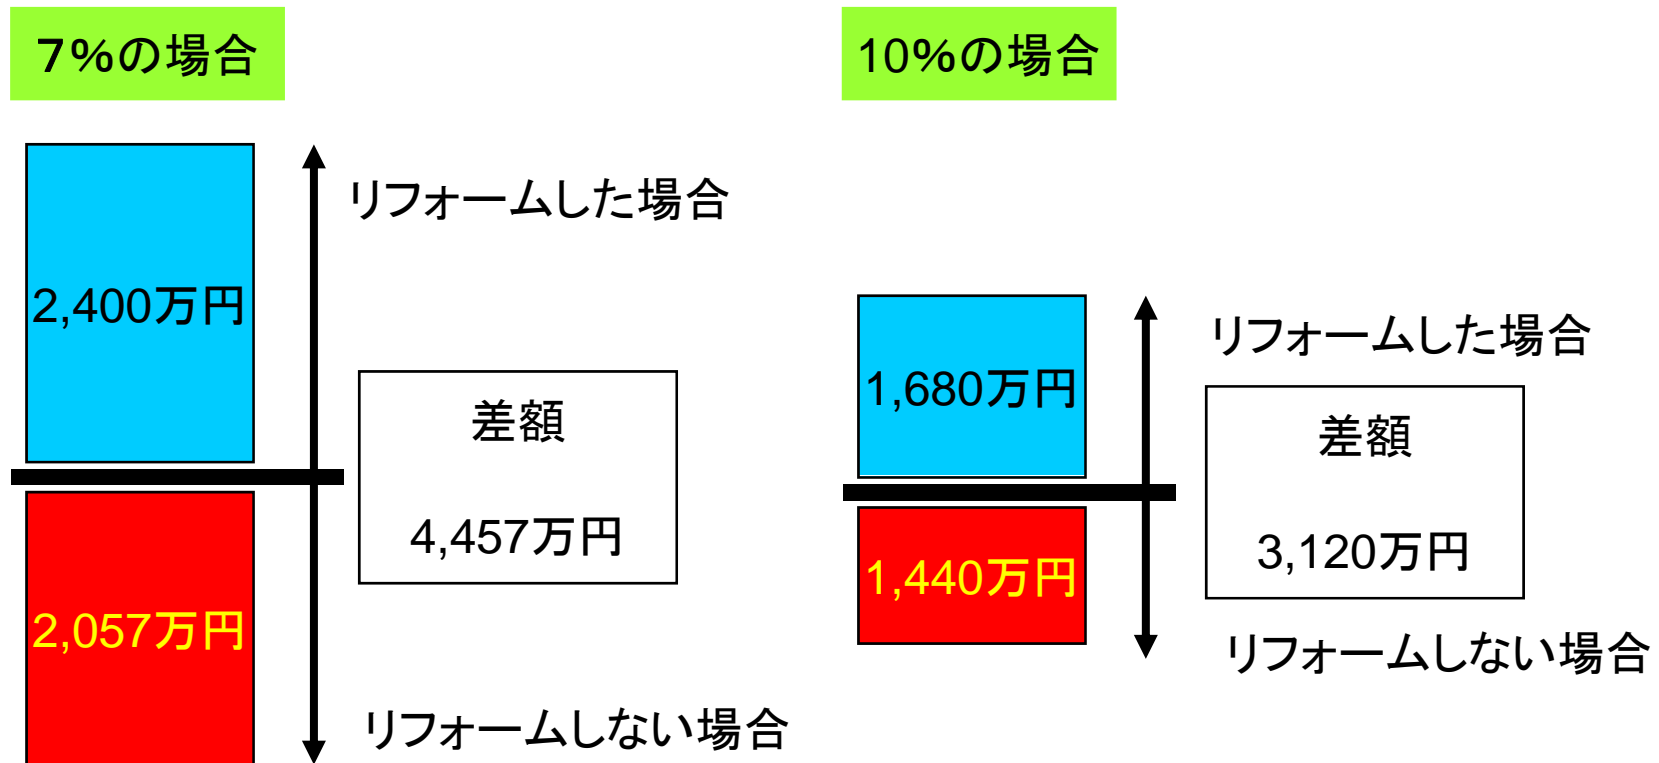 ７%の場合
2,400万円
2,057万円
リフォームした場合
差額
4,457万円
リフォームしない場合
10%の場合
1,680万円
1,440万円
リフォームした場合
差額
3,120万円
リフォームしない場合